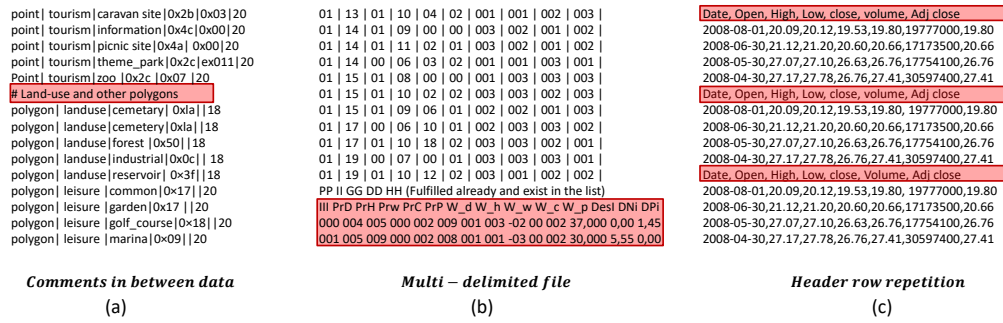 point| tourism|caravan site|0x2b|0x03|20
point| tourism|information|0x4c|0x00|20
point| tourism|picnic site|0x4a| 0x00|20
point| tourism|theme_park|0x2c|ex011|20
Point| tourism|zoo |0x2c |0x07 |20
# Land-use and other polygons
polygon| landuse|cemetary |0xla||18
polygon| landuse|cemetery|0xla||18
polygon| landuse|forest |0x50||18
polygon| landuse|industrial|0x0c|| 18
polygon| landuse|reservoir| 0×3f||18
polygon| leisure |common|0×17||20
polygon| leisure |garden|0x17 ||20
polygon| leisure |golf_course|0×18||20
polygon| leisure |marina|0×09||20
Comments in between data
(a)
01 | 13 | 01 | 10 | 04 | 02 | 001 | 001 | 002 | 003 |
01 | 14 | 01 | 09 | 00 | 00 | 003 | 002 | 001 | 002 |
01 | 14 | 01 | 11 | 02 | 01 | 003 | 002 | 001 | 002 |
01 | 14 | 00 | 06 | 03 | 02 | 001 | 003 | 001 | 001 |
01 | 15 | 01 | 08 | 00 | 00 | 001 | 003 | 003 | 003 |
01 | 15 | 01 | 10 | 02 | 02 | 003 | 003 | 003 | 001 |
01 | 15 | 01 | 09 | 06 | 01 | 002 | 002 | 003 | 001 |
01 | 17 | 00 | 06 | 10 | 01 | 002 | 003 | 003 | 002 |
01 | 17 | 01 | 10 | 18 | 02 | 003 | 003 | 001 | 003 |
01 | 19 | 00 | 07 | 00 | 01 | 003 | 003 | 003 | 001 |
01 | 19 | 01 | 10 | 12 | 02 | 003 | 001 | 003 | 002 |
PP II GG DD HH (Fulfilled already and exist in the list)
III PrD PrH Prw PrC PrP W_d W_h W_w W_c W_p DesI DNi DPi
000 004 005 000 002 009 001 003 -02 00 002 37,000 0,00 1,45
001 005 009 000 002 008 001 001 -03 00 002 30,000 5,55 0,00
Multi − delimited file
(b)
Date, Open, High, Low, close, volume, Adj close
2008-08-01,20.09,20.12,19.53,19.80, 19777000,19.80
2008-06-30,21.12,21.20,20.60,20.66,17173500,20.66
2008-05-30,27.07,27.10,26.63,26.76,17754100,26.76
2008-04-30,27.17,27.78,26.76,27.41,30597400,27.41
Date, Open, High, Low, close, volume, Adj close
2008-08-01,20.09,20.12,19.53,19.80, 19777000,19.80
2008-06-30,21.12,21.20,20.60,20.66,17173500,20.66
2008-05-30,27.07,27.10,26.63,26.76,17754100,26.76
2008-04-30,27.17,27.78,26.76,27.41,30597400,27.41
Date, Open, High, Low, close, Volume, Adj close
2008-08-01,20.09,20.12,19.53,19.80, 19777000,19.80
2008-06-30,21.12,21.20,20.60,20.66,17173500,20.66
2008-05-30,27.07,27.10,26.63,26.76,17754100,26.76
2008-04-30,27.17,27.78,26.76,27.41,30597400,27.41
Header row repetition
(c)